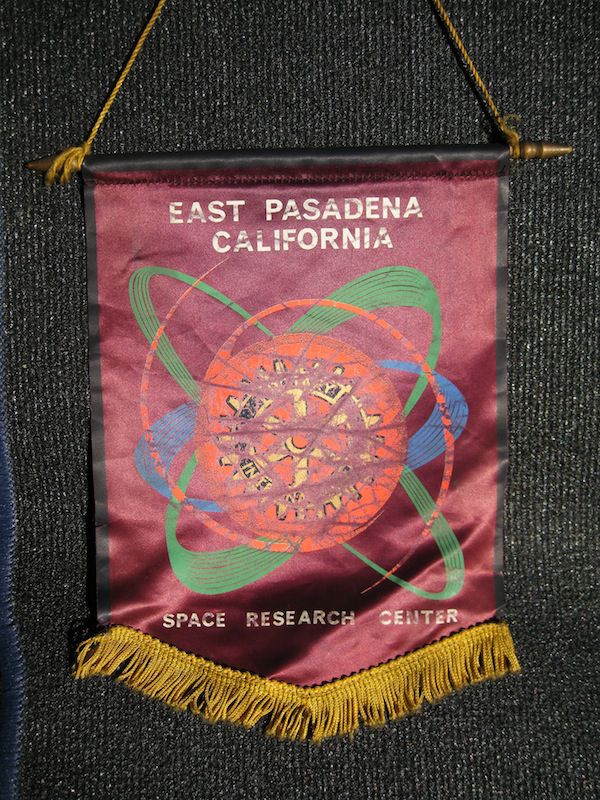 EAST PASADENA
CALIFORNIA
SPACE RESEARCH CENTER